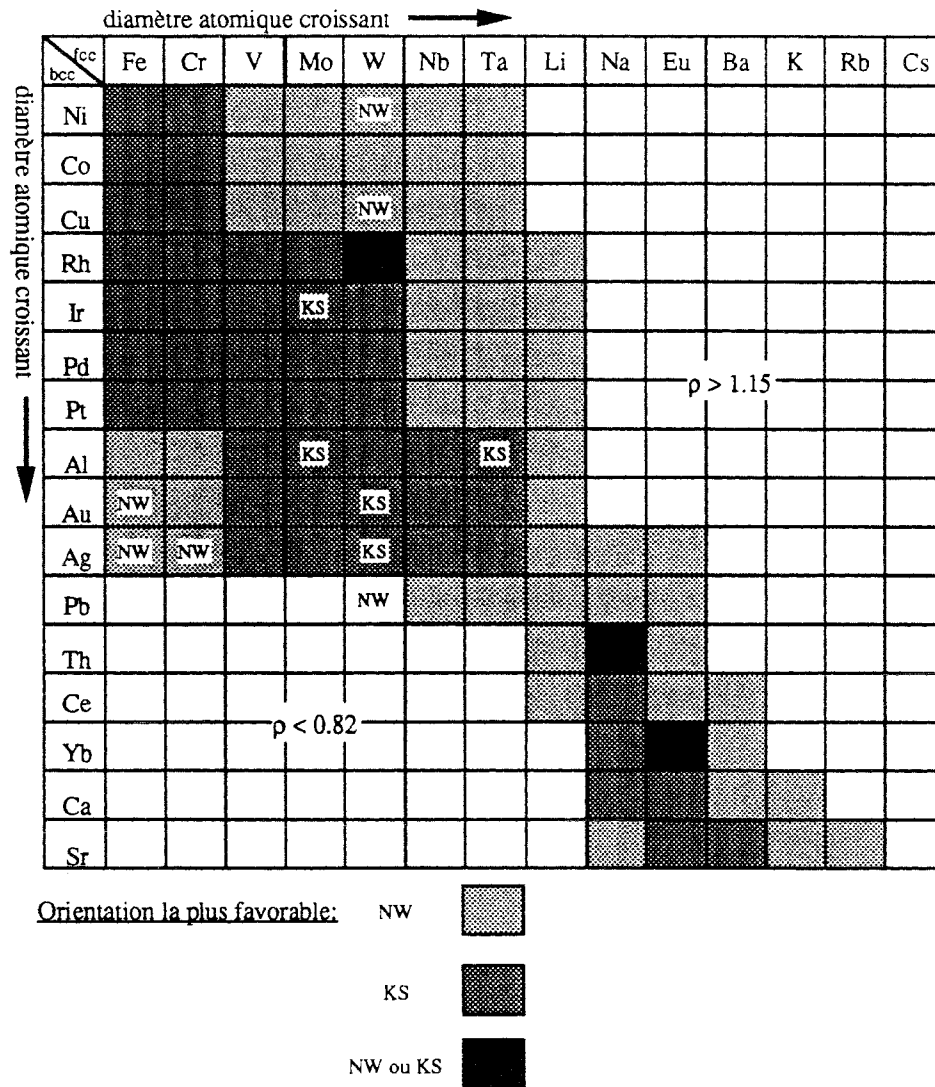 diamètre atomique croissant
fcc
bcc
Fe Cr V Mo W Nb Ta Li Na Eu Ba K Rb Cs
diamètre atomique croissant
Ni NW
Co
Cu NW
Rh
Ir KS
Pd
Pt
ρ > 1.15
Al KS KS
Au NW KS
Ag NW NW KS
Pb NW
Th
Ce
ρ < 0.82
Yb
Ca
Sr
Orientation la plus favorable: NW
KS
NW ou KS